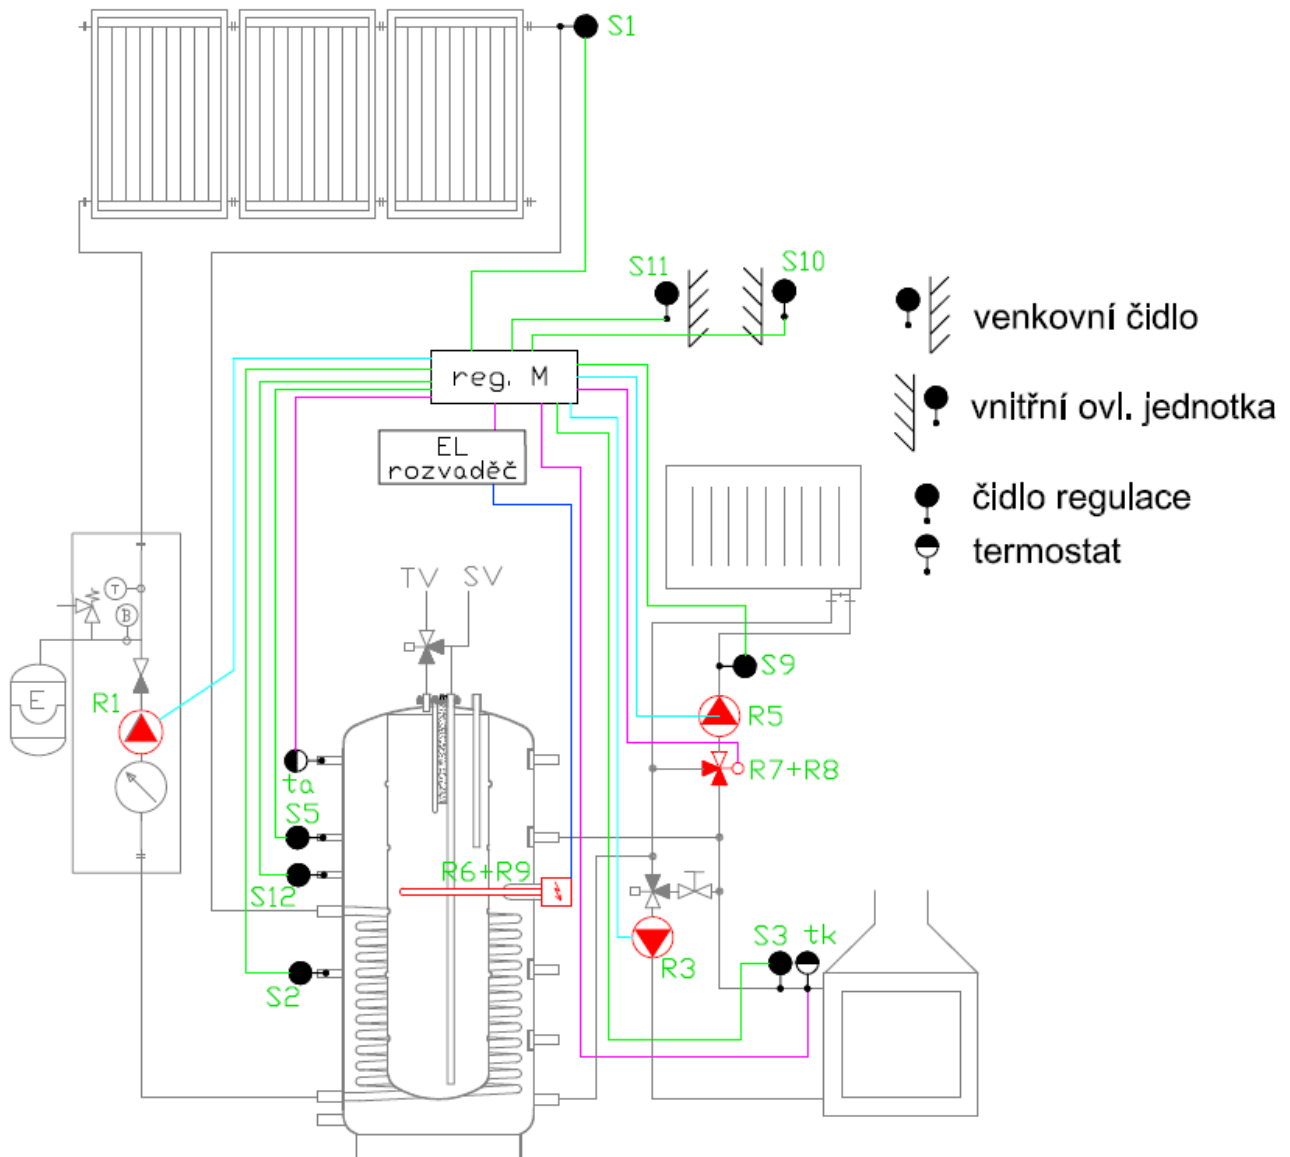 S1
S11
S10
venkovní čidlo
reg. M
vnitřní ovl. jednotka
EL
rozvaděč
čidlo regulace
termostat
TV
SV
T
B
E
R1
S9
R5
R7+R8
ta
S5
R6+R9
S12
S2
R3
S3
tk